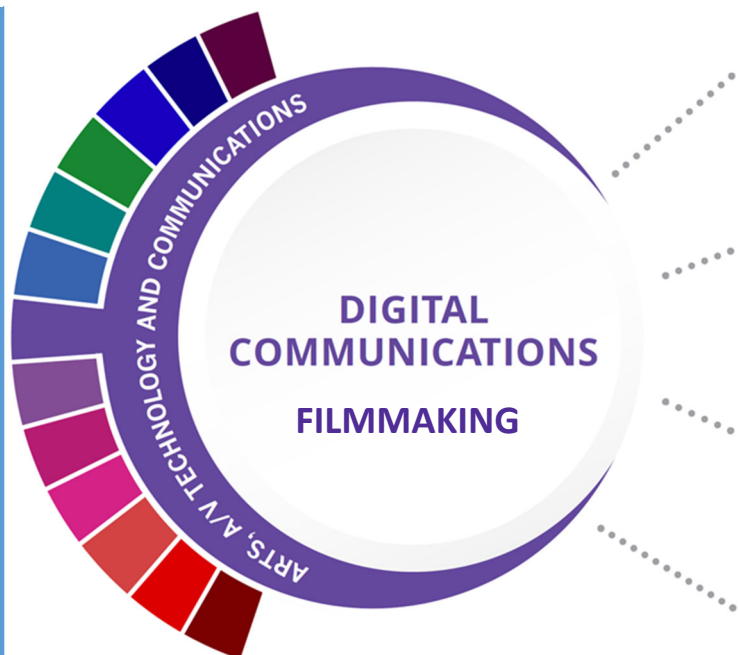 ARTS, A/V TECHNOLOGY AND COMMUNICATIONS
DIGITAL
COMMUNICATIONS
FILMMAKING